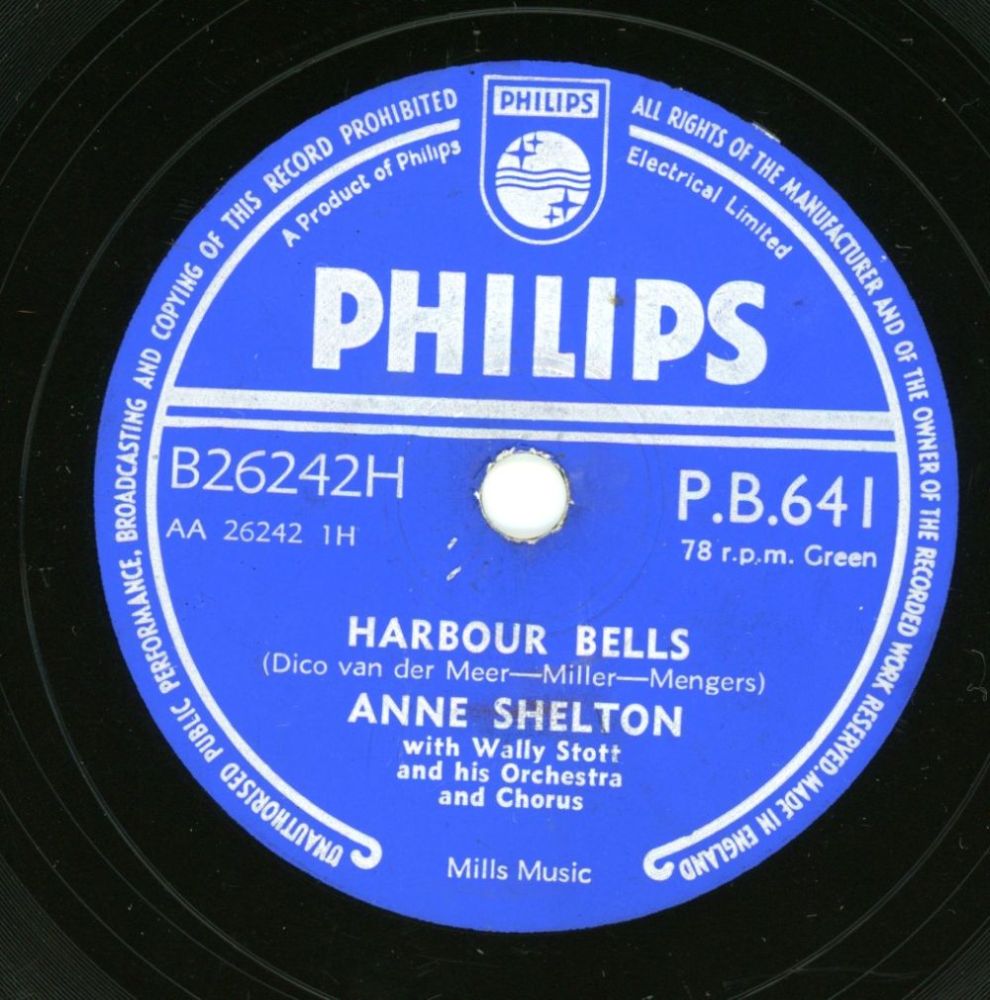 UNAUTHORISED PUBLIC PERFORMANCE, BROADCASTING AND COPYING OF THIS RECORD PROHIBITED
ALL RIGHTS OF THE MANUFACTURER AND OF THE OWNER OF THE RECORDED WORK RESERVED. MADE IN ENGLAND
PHILIPS
A Product of Philips
Electrical Limited
PHILIPS
B26242H
P.B.641
AA 26242 1H
78 r.p.m. Green
HARBOUR BELLS
(Dico van der Meer—Miller—Mengers)
ANNE SHELTON
with Wally Stott
and his Orchestra
and Chorus
Mills Music